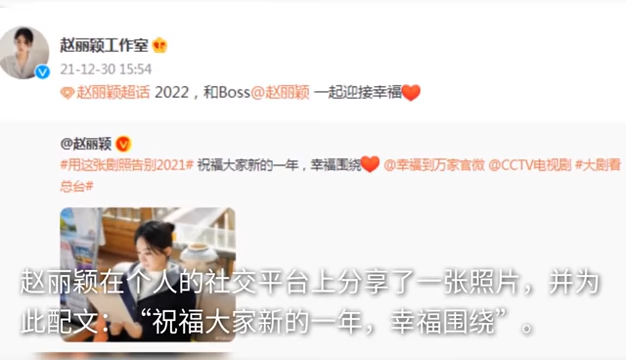 赵丽颖工作室
21-12-30 15:54
赵丽颖超话 2022，和Boss@赵丽颖 一起迎接幸福❤
@赵丽颖
#用这张剧照告别2021# 祝福大家新的一年，幸福围绕❤ @幸福到万家官微 @CCTV电视剧 #大剧看
总台#
赵丽颖在个人的社交平台上分享了一张照片，并为
此配文：“祝福大家新的一年，幸福围绕”。